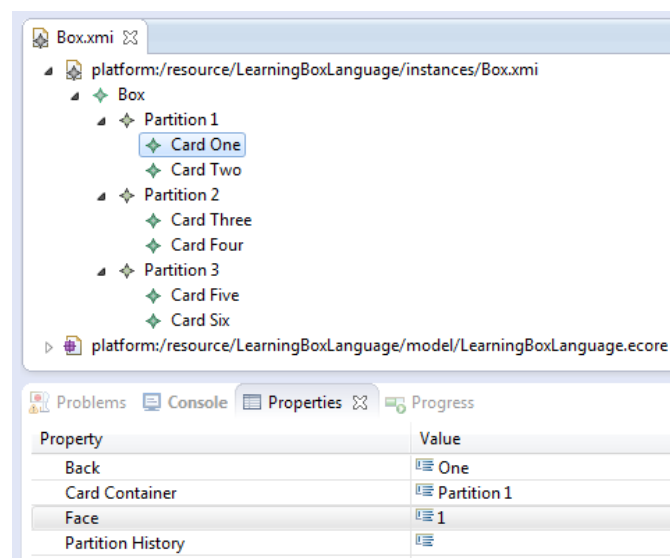 Box.xmi
platform:/resource/LearningBoxLanguage/instances/Box.xmi
Box
Partition 1
Card One
Card Two
Partition 2
Card Three
Card Four
Partition 3
Card Five
Card Six
platform:/resource/LearningBoxLanguage/model/LearningBoxLanguage.ecore
Problems Console Properties Progress
Property Value
Back One
Card Container Partition 1
Face 1
Partition History